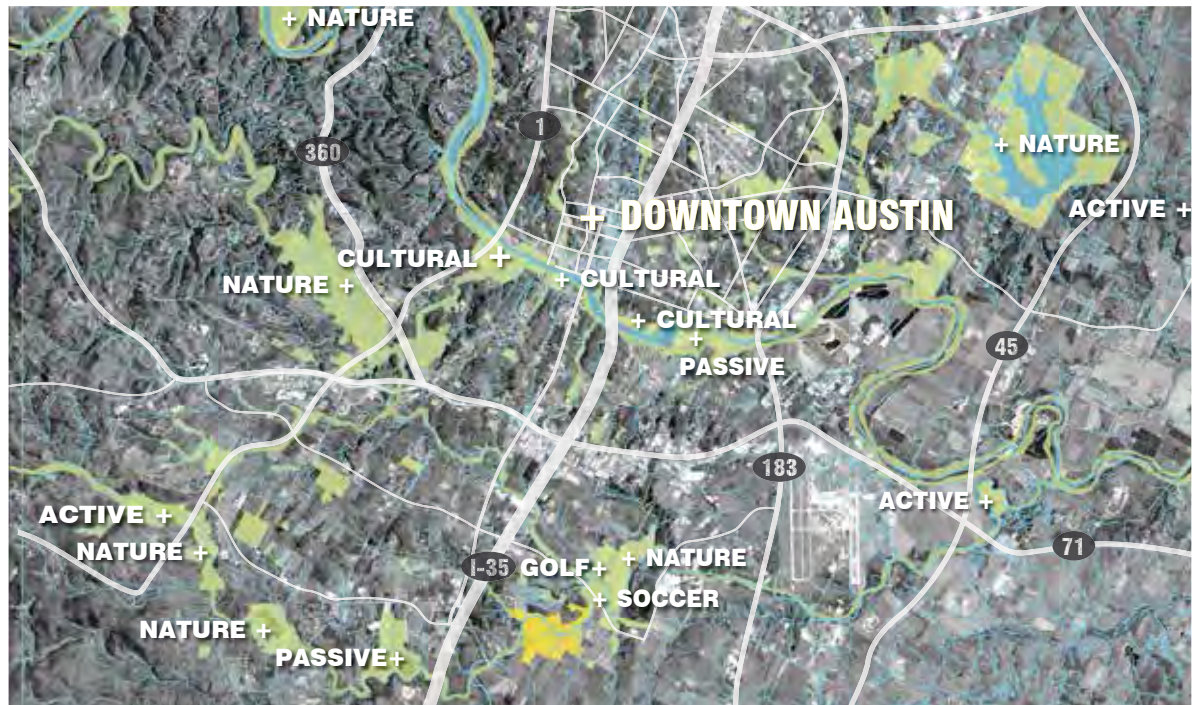 + NATURE
1
360
+ NATURE
ACTIVE +
+ DOWNTOWN AUSTIN
CULTURAL +
NATURE +
+ CULTURAL
+ CULTURAL
+
PASSIVE
45
183
ACTIVE +
ACTIVE +
NATURE +
71
I-35
GOLF+
+ NATURE
+ SOCCER
NATURE +
PASSIVE+